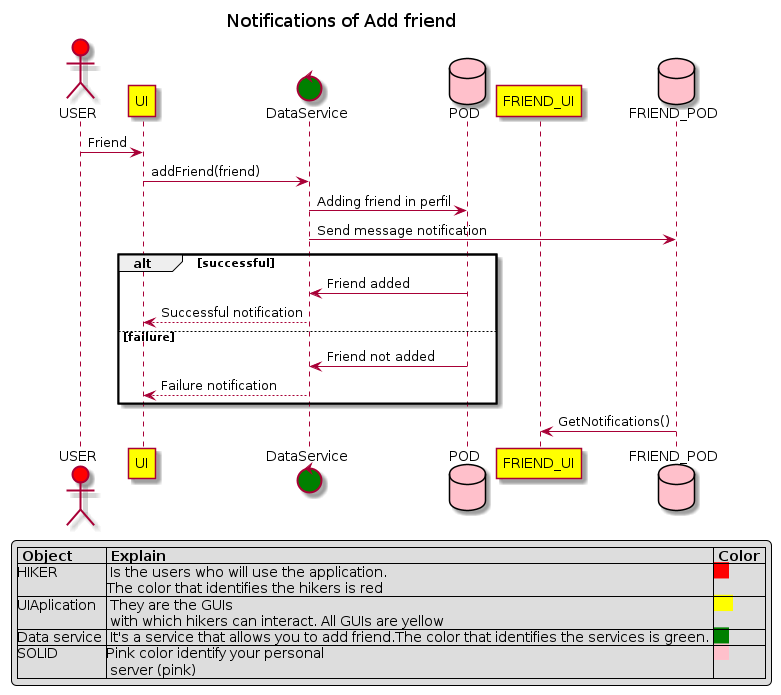 Notifications of Add friend
USER
UI
DataService
POD
FRIEND_UI
FRIEND_POD
Friend
addFriend(friend)
Adding friend in perfil
Send message notification
alt [successful]
Friend added
Successful notification
[failure]
Friend not added
Failure notification
GetNotifications()
USER
UI
DataService
POD
FRIEND_UI
FRIEND_POD
Object Explain Color
HIKER Is the users who will use the application.
The color that identifies the hikers is red
UIAplication They are the GUIs
with which hikers can interact. All GUIs are yellow
Data service It's a service that allows you to add friend.The color that identifies the services is green.
SOLID Pink color identify your personal
server (pink)